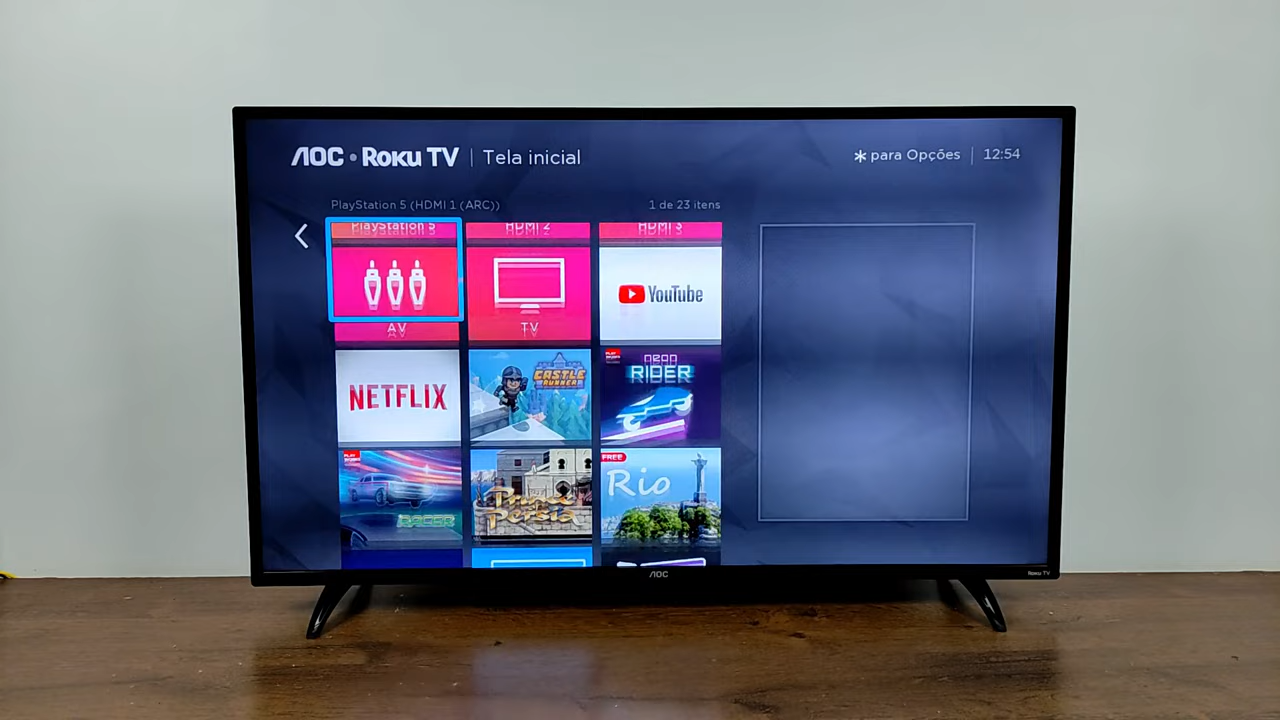 AOC • Roku TV | Tela inicial
* para Opções | 12:54
PlayStation 5 (HDMI 1 (ARC))
1 de 23 itens
PlayStation 5
HDMI 2
HDMI 3
AV
TV
YouTube
NETFLIX
CASTLE RUNNER
NEON RIDER
RACER
Prince Persia
FREE
Rio
AOC
Roku TV